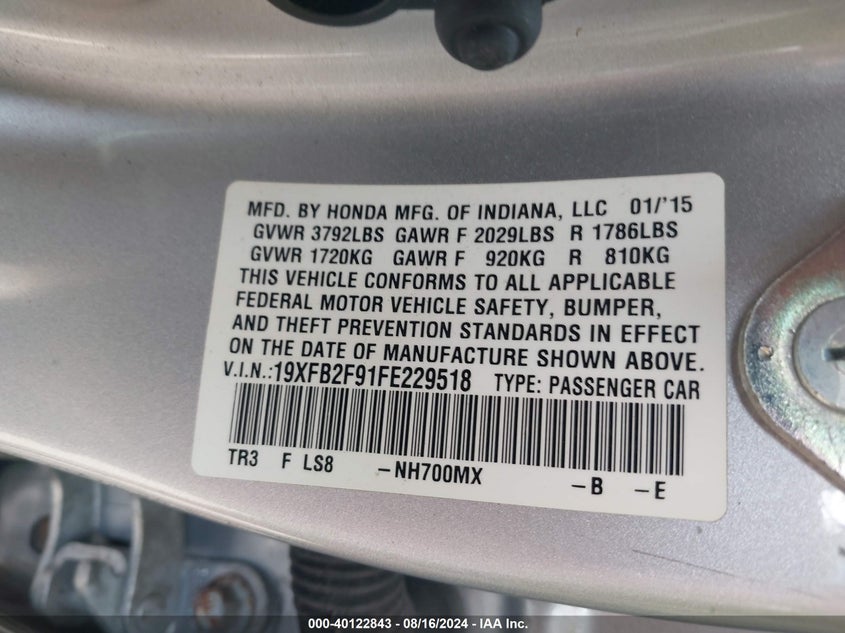 MFD. BY HONDA MFG. OF INDIANA, LLC 01/'15
GVWR 3792LBS GAWR F 2029LBS R 1786LBS
GVWR 1720KG GAWR F 920KG R 810KG
THIS VEHICLE CONFORMS TO ALL APPLICABLE
FEDERAL MOTOR VEHICLE SAFETY, BUMPER,
AND THEFT PREVENTION STANDARDS IN EFFECT
ON THE DATE OF MANUFACTURE SHOWN ABOVE.
V.I.N.:19XFB2F91FE229518 TYPE: PASSENGER CAR
TR3 F LS8 -NH700MX -B -E
000-40122843 - 08/16/2024 - IAA Inc.